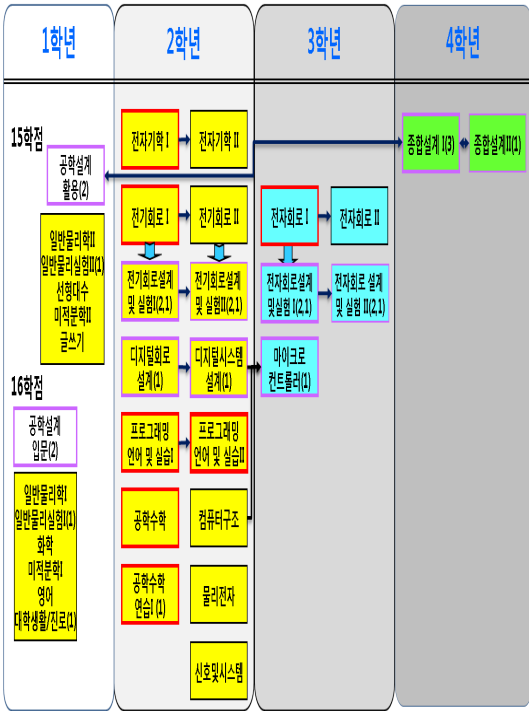 1학년
2학년
3학년
4학년
15학점
공학설계
활용(2)
일반물리학II
일반물리실험II(1)
선형대수
미적분학II
글쓰기
16학점
공학설계
입문(2)
일반물리학I
일반물리실험I(1)
화학
미적분학I
영어
대학생활/진로(1)
전자기학 I
전자기학 II
전기회로 I
전기회로 II
전기회로설계
및 실험I(2,1)
전기회로설계
및 실험II(2,1)
디지털회로
설계(1)
디지털시스템
설계(1)
프로그래밍
언어 및 실습I
프로그래밍
언어 및 실습II
공학수학
컴퓨터구조
공학수학
연습I (1)
물리전자
신호및시스템
전자회로 I
전자회로 II
전자회로설계
및실험 I(2,1)
전자회로 설계
및 실험 II(2,1)
마이크로
컨트롤러(1)
종합설계 I(3)
종합설계II(1)